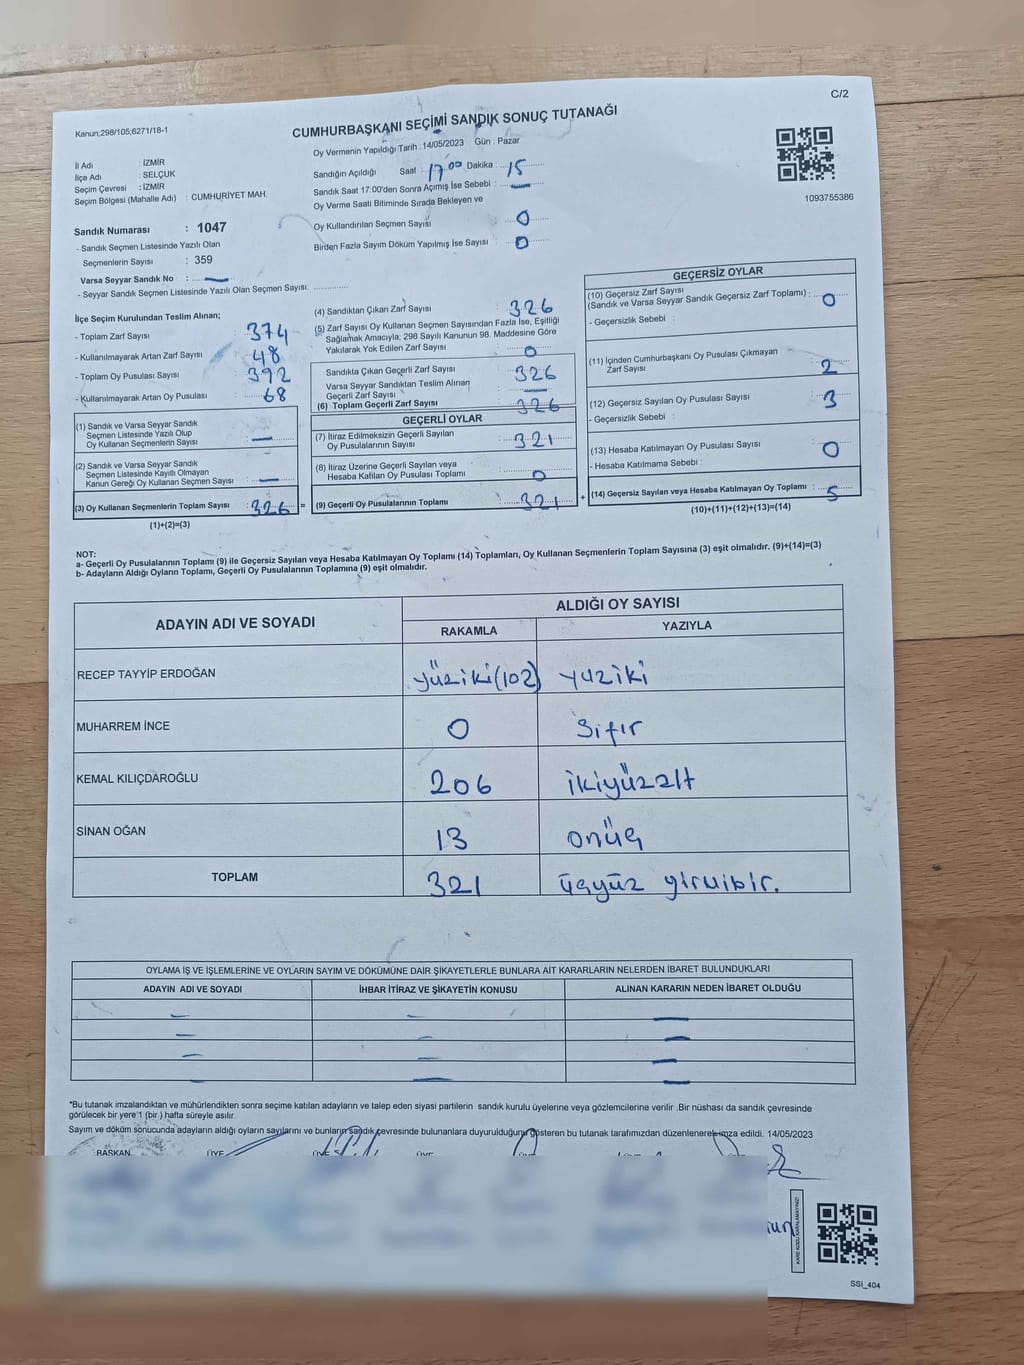 C/2
Kanun;298/105,6271/18-1
CUMHURBAŞKANI SEÇİMİ SANDIK SONUÇ TUTANAĞI
İl Adı : İZMİR
İlçe Adı : SELÇUK
Seçim Çevresi : İZMİR
Seçim Bölgesi (Mahalle Adı) : CUMHURİYET MAH.
Oy Vermenin Yapıldığı Tarih : 14/05/2023 Gün : Pazar
Sandığın Açıldığı Saat : 17 00 Dakika : 15
Sandık Saat 17:00'den Sonra Açımış İse Sebebi : —
Oy Verme Saati Bitiminde Sırada Bekleyen ve
Oy Kullandırılan Seçmen Sayısı : 0
Birden Fazla Sayım Döküm Yapılmış İse Sayısı : 0
1093755386
Sandık Numarası : 1047
- Sandık Seçmen Listesinde Yazılı Olan
Seçmenlerin Sayısı : 359
Varsa Seyyar Sandık No : —
- Seyyar Sandık Seçmen Listesinde Yazılı Olan Seçmen Sayısı:
İlçe Seçim Kurulundan Teslim Alınan;
- Toplam Zarf Sayısı : 374
- Kullanılmayarak Artan Zarf Sayısı : 48
- Toplam Oy Pusulası Sayısı : 392
- Kullanılmayarak Artan Oy Pusulası : 68
(1) Sandık ve Varsa Seyyar Sandık
Seçmen Listesinde Yazılı Olup
Oy Kullanan Seçmenlerin Sayısı : —
(2) Sandık ve Varsa Seyyar Sandık
Seçmen Listesinde Kayıtlı Olmayan
Kanun Gereği Oy Kullanan Seçmen Sayısı : —
(3) Oy Kullanan Seçmenlerin Toplam Sayısı : 326 =
(1)+(2)=(3)
(4) Sandıktan Çıkan Zarf Sayısı : 326
(5) Zarf Sayısı Oy Kullanan Seçmen Sayısından Fazla İse, Eşitliği
Sağlamak Amacıyla; 298 Sayılı Kanunun 98. Maddesine Göre
Yakılarak Yok Edilen Zarf Sayısı : 0
Sandıkta Çıkan Geçerli Zarf Sayısı : 326
Varsa Seyyar Sandıktan Teslim Alınan
Geçerli Zarf Sayısı : —
(6) Toplam Geçerli Zarf Sayısı : 326
GEÇERLİ OYLAR
(7) İtiraz Edilmeksizin Geçerli Sayılan
Oy Pusulasının Sayısı : 321
(8) İtiraz Üzerine Geçerli Sayılan veya
Hesaba Katılan Oy Pusulası Toplamı : 0
(9) Geçerli Oy Pusulalarının Toplamı : 321 +
GEÇERSİZ OYLAR
(10) Geçersiz Zarf Sayısı
(Sandık ve Varsa Seyyar Sandık Geçersiz Zarf Toplamı) : 0
- Geçersizlik Sebebi :
(11) İçinden Cumhurbaşkanı Oy Pusulası Çıkmayan
Zarf Sayısı : 2
(12) Geçersiz Sayılan Oy Pusulası Sayısı : 3
- Geçersizlik Sebebi :
(13) Hesaba Katılmayan Oy Pusulası Sayısı : 0
- Hesaba Katılmama Sebebi :
(14) Geçersiz Sayılan veya Hesaba Katılmayan Oy Toplamı : 5
(10)+(11)+(12)+(13)=(14)
NOT:
a- Geçerli Oy Pusulalarının Toplamı (9) ile Geçersiz Sayılan veya Hesaba Katılmayan Oy Toplamı (14) Toplamları, Oy Kullanan Seçmenlerin Toplam Sayısına (3) eşit olmalıdır. (9)+(14)=(3)
b- Adayların Aldığı Oyların Toplamı, Geçerli Oy Pusulalarının Toplamına (9) eşit olmalıdır.
ADAYIN ADI VE SOYADI ALDIĞI OY SAYISI
RAKAMLA YAZIYLA
RECEP TAYYİP ERDOĞAN yüziki(102) yuziki
MUHARREM İNCE 0 Sıfır
KEMAL KILIÇDAROĞLU 206 ikiyüzaltı
SİNAN OĞAN 13 onüç
TOPLAM 321 üçyüz yirmibir.
OYLAMA İŞ VE İŞLEMLERİNE VE OYLARIN SAYIM VE DÖKÜMÜNE DAİR ŞİKAYETLERLE BUNLARA AİT KARARLARIN NELERDEN İBARET BULUNDUKLARI
ADAYIN ADI VE SOYADI İHBAR İTİRAZ VE ŞİKAYETİN KONUSU ALINAN KARARIN NEDEN İBARET OLDUĞU
— — —
— — —
— — —
— — —
*Bu tutanak imzalandıktan ve mühürlendikten sonra seçime katılan adayların ve talep eden siyasi partilerin sandık kurulu üyelerine veya gözlemcilerine verilir .Bir nüshası da sandık çevresinde
görülecek bir yere'1 (bir ) hafta süreyle asılır.
Sayım ve döküm sonucunda adayların aldığı oyların sayılarını ve bunların sandık çevresinde bulunanlara duyurulduğunu gösteren bu tutanak tarafımızdan düzenlenerek imza edildi. 14/05/2023
BAŞKAN ÜYE ÜYE ÜYE
KARE KODU KARALAMAYINIZ!
SSI_404